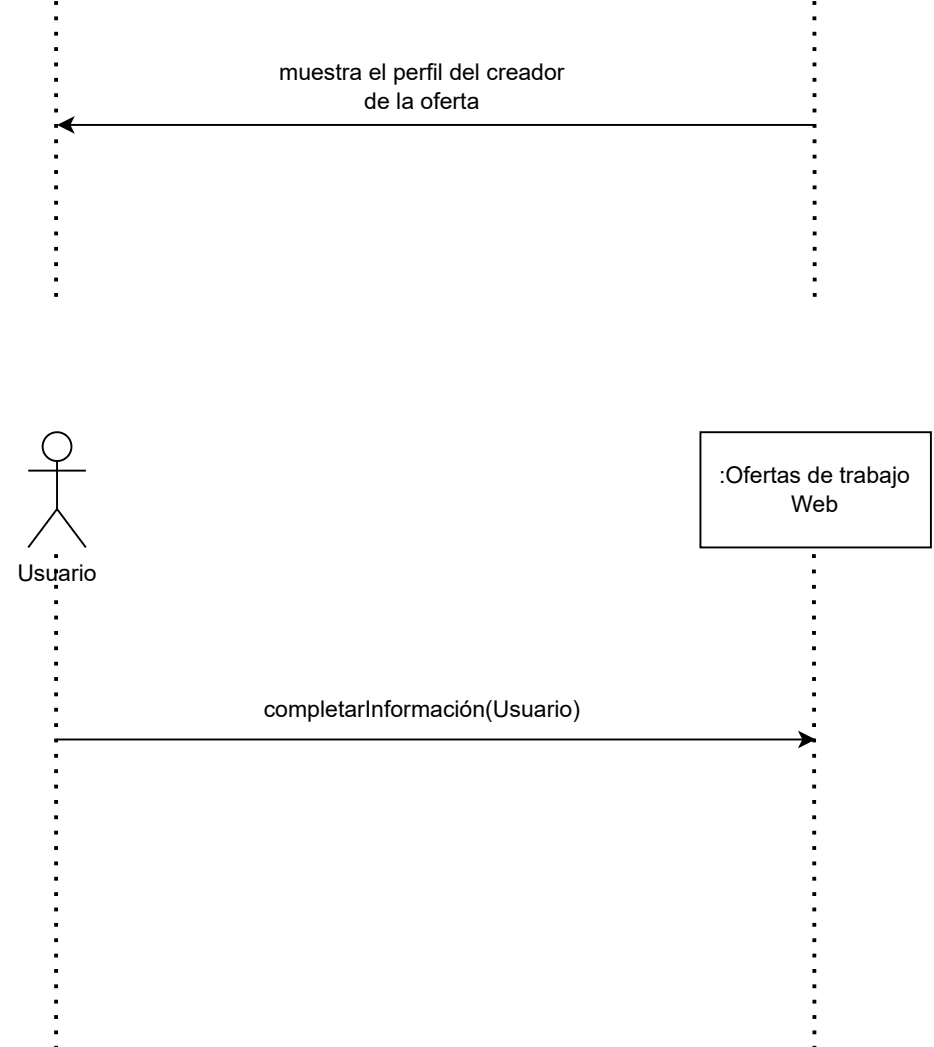 muestra el perfil del creador
de la oferta
:Ofertas de trabajo
Web
Usuario
completarInformación(Usuario)